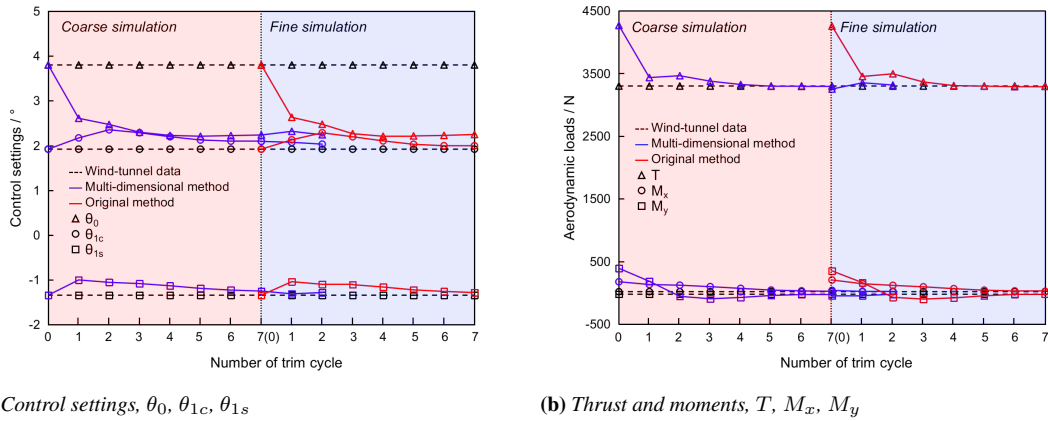 Coarse simulation
Fine simulation
5
4
3
2
1
0
-1
-2
Control settings / °
Wind-tunnel data
Multi-dimensional method
Original method
θ0
θ1c
θ1s
0 1 2 3 4 5 6 7(0) 1 2 3 4 5 6 7
Number of trim cycle
Control settings, θ0, θ1c, θ1s
Coarse simulation
Fine simulation
4500
3500
2500
1500
500
-500
Aerodynamic loads / N
Wind-tunnel data
Multi-dimensional method
Original method
T
Mx
My
0 1 2 3 4 5 6 7(0) 1 2 3 4 5 6 7
Number of trim cycle
(b) Thrust and moments, T, Mx, My